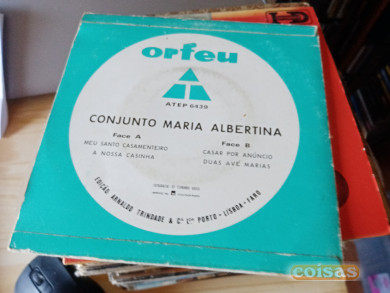 orfeu
ATEP 6439
CONJUNTO MARIA ALBERTINA
Face A
MEU SANTO CASAMENTEIRO
A NOSSA CASINHA
Face B
CASAR POR ANÚNCIO
DUAS AVÉ MARIAS
EDIÇÃO ARNALDO TRINDADE & Cª. Lda PORTO - LISBOA - FARO
coisas